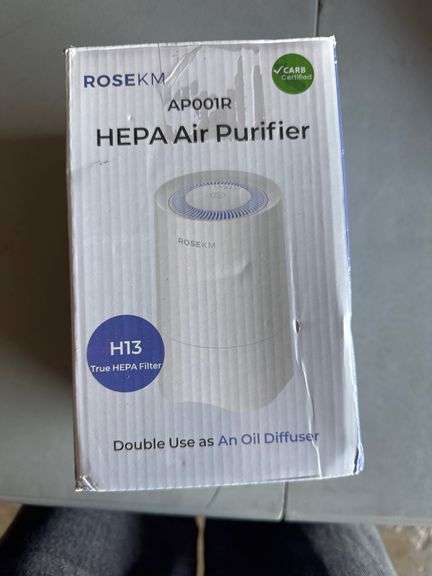 ROSEKM
✓CARB
Certified
AP001R
HEPA Air Purifier
ROSEKM
H13
True HEPA Filter
Double Use as An Oil Diffuser